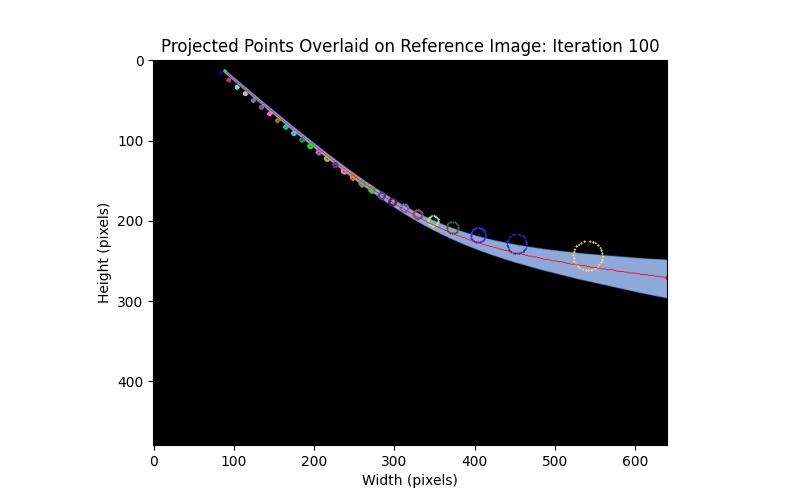 Projected Points Overlaid on Reference Image: Iteration 100
0
100
200
300
400
Height (pixels)
0 100 200 300 400 500 600
Width (pixels)